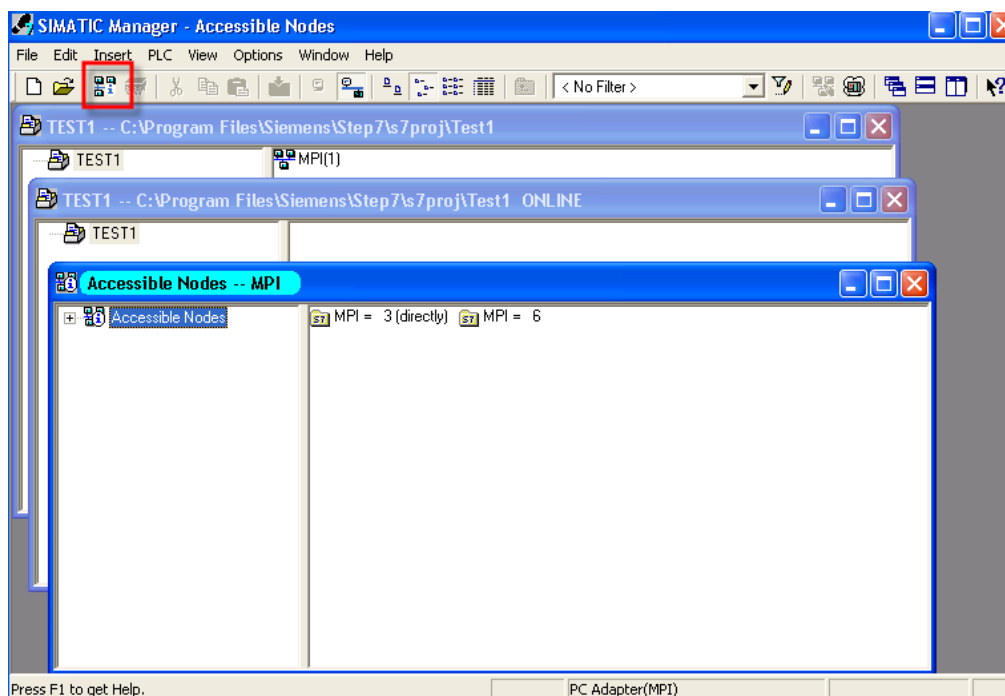 SIMATIC Manager - Accessible Nodes
File Edit Insert PLC View Options Window Help
< No Filter >
TEST1 -- C:\Program Files\Siemens\Step7\s7proj\Test1
TEST1
MPI(1)
TEST1 -- C:\Program Files\Siemens\Step7\s7proj\Test1 ONLINE
TEST1
Accessible Nodes -- MPI
Accessible Nodes
S7 MPI = 3 (directly) S7 MPI = 6
Press F1 to get Help.
PC Adapter(MPI)